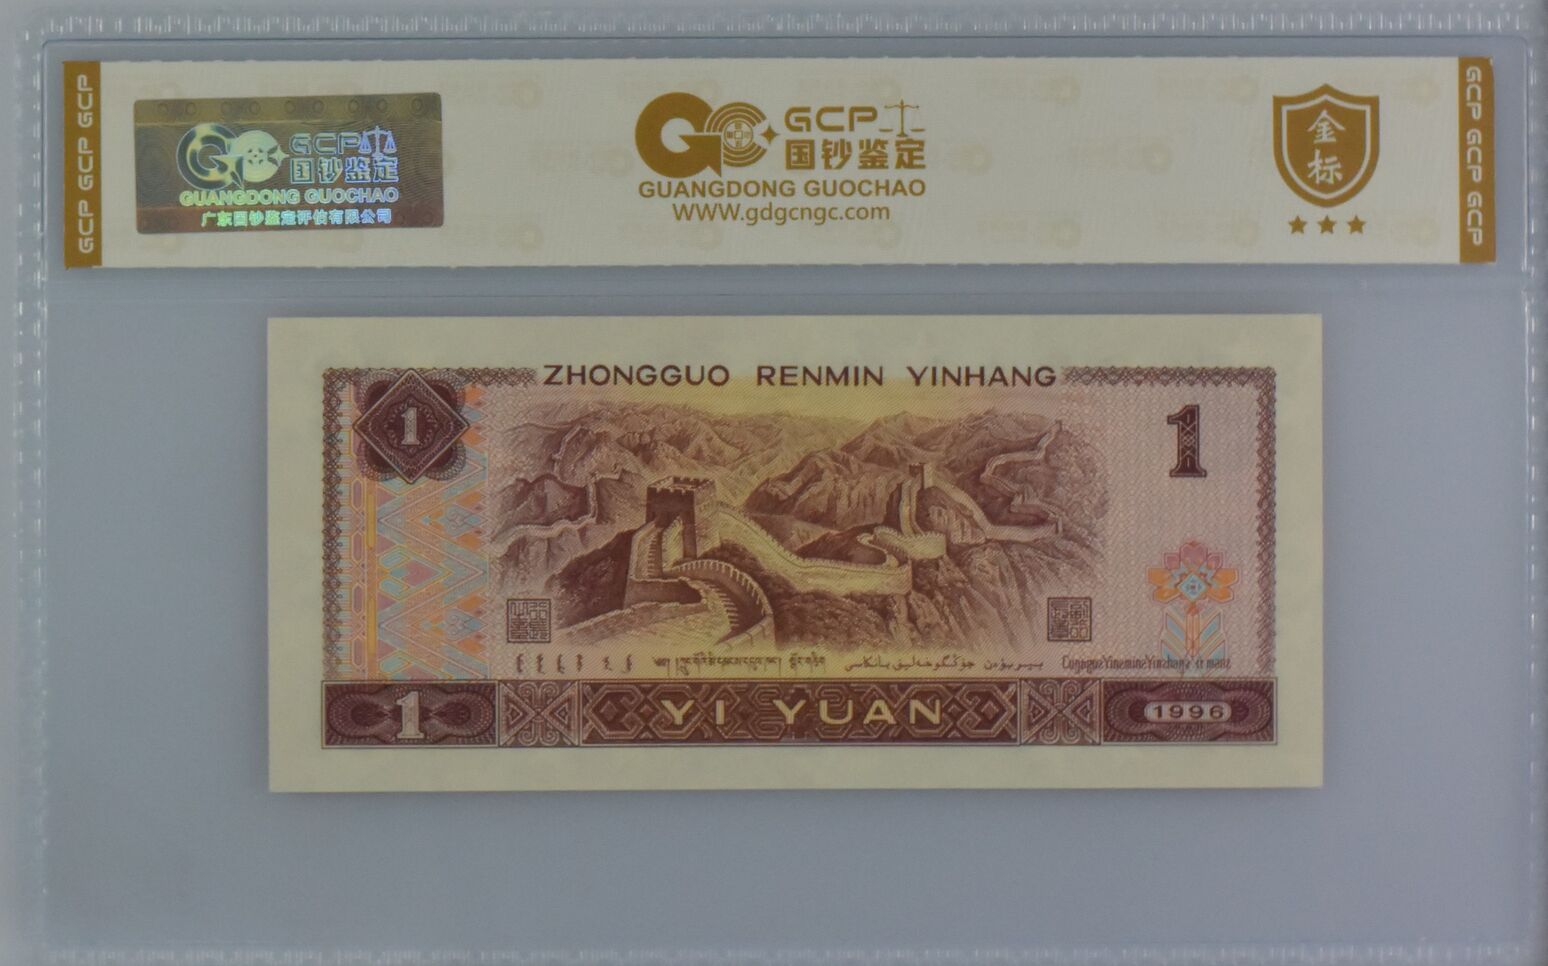 GCP GCP GCP
GCP
国钞鉴定
GUANGDONG GUOCHAO
广东国钞鉴定评估有限公司
GCP
国钞鉴定
GUANGDONG GUOCHAO
WWW.gdgcngc.com
金
标
GCP GCP GCP
ZHONGGUO RENMIN YINHANG
1
1
1
YI YUAN
1996